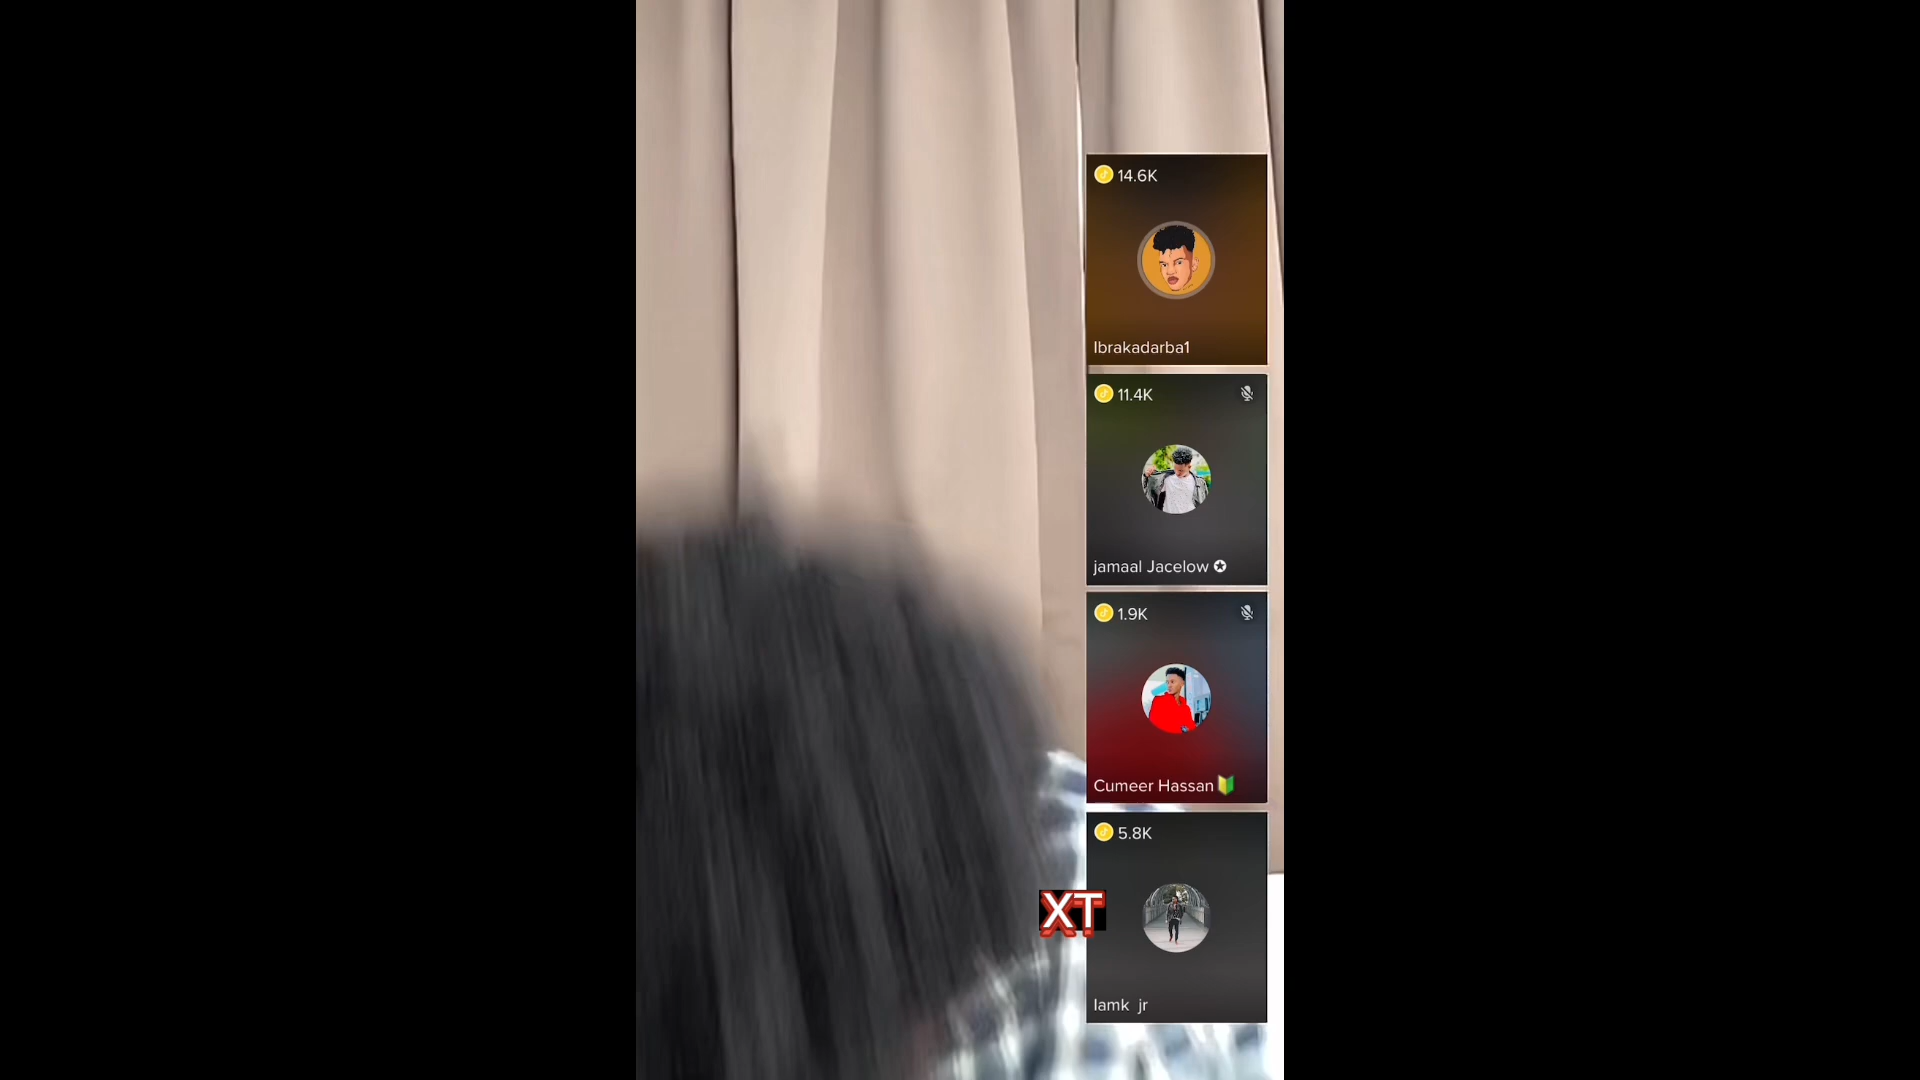 14.6K
Ibrakadarba1
11.4K
jamaal Jacelow ✪
1.9K
Cumeer Hassan🔰
5.8K
XT
Iamk jr